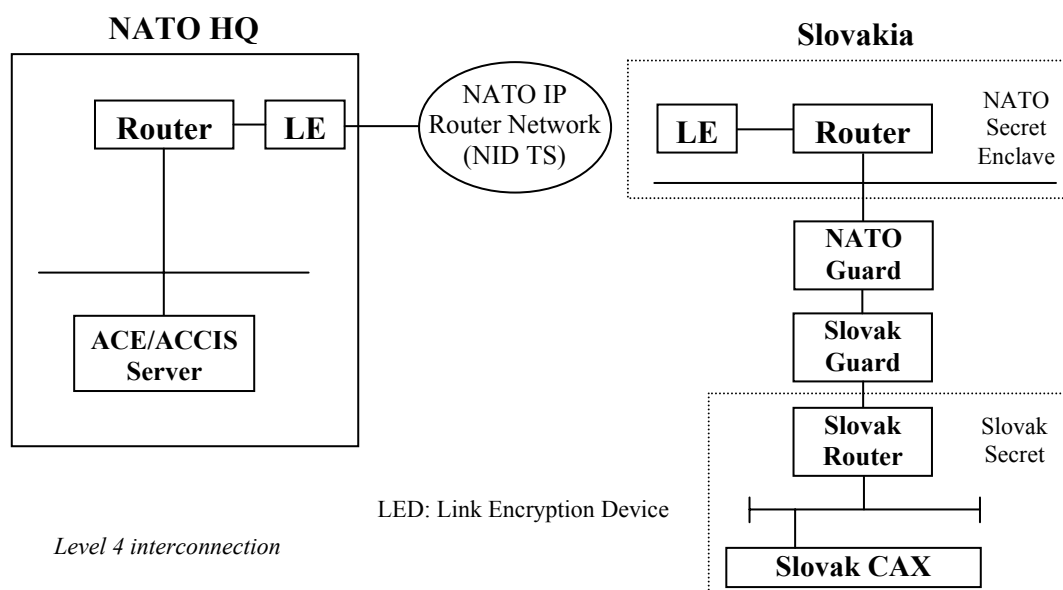 NATO HQ
Router
LE
ACE/ACCIS
Server
NATO IP
Router Network
(NID TS)
Slovakia
LE
Router
NATO
Secret
Enclave
NATO
Guard
Slovak
Guard
Slovak
Router
Slovak
Secret
Slovak CAX
LED: Link Encryption Device
Level 4 interconnection